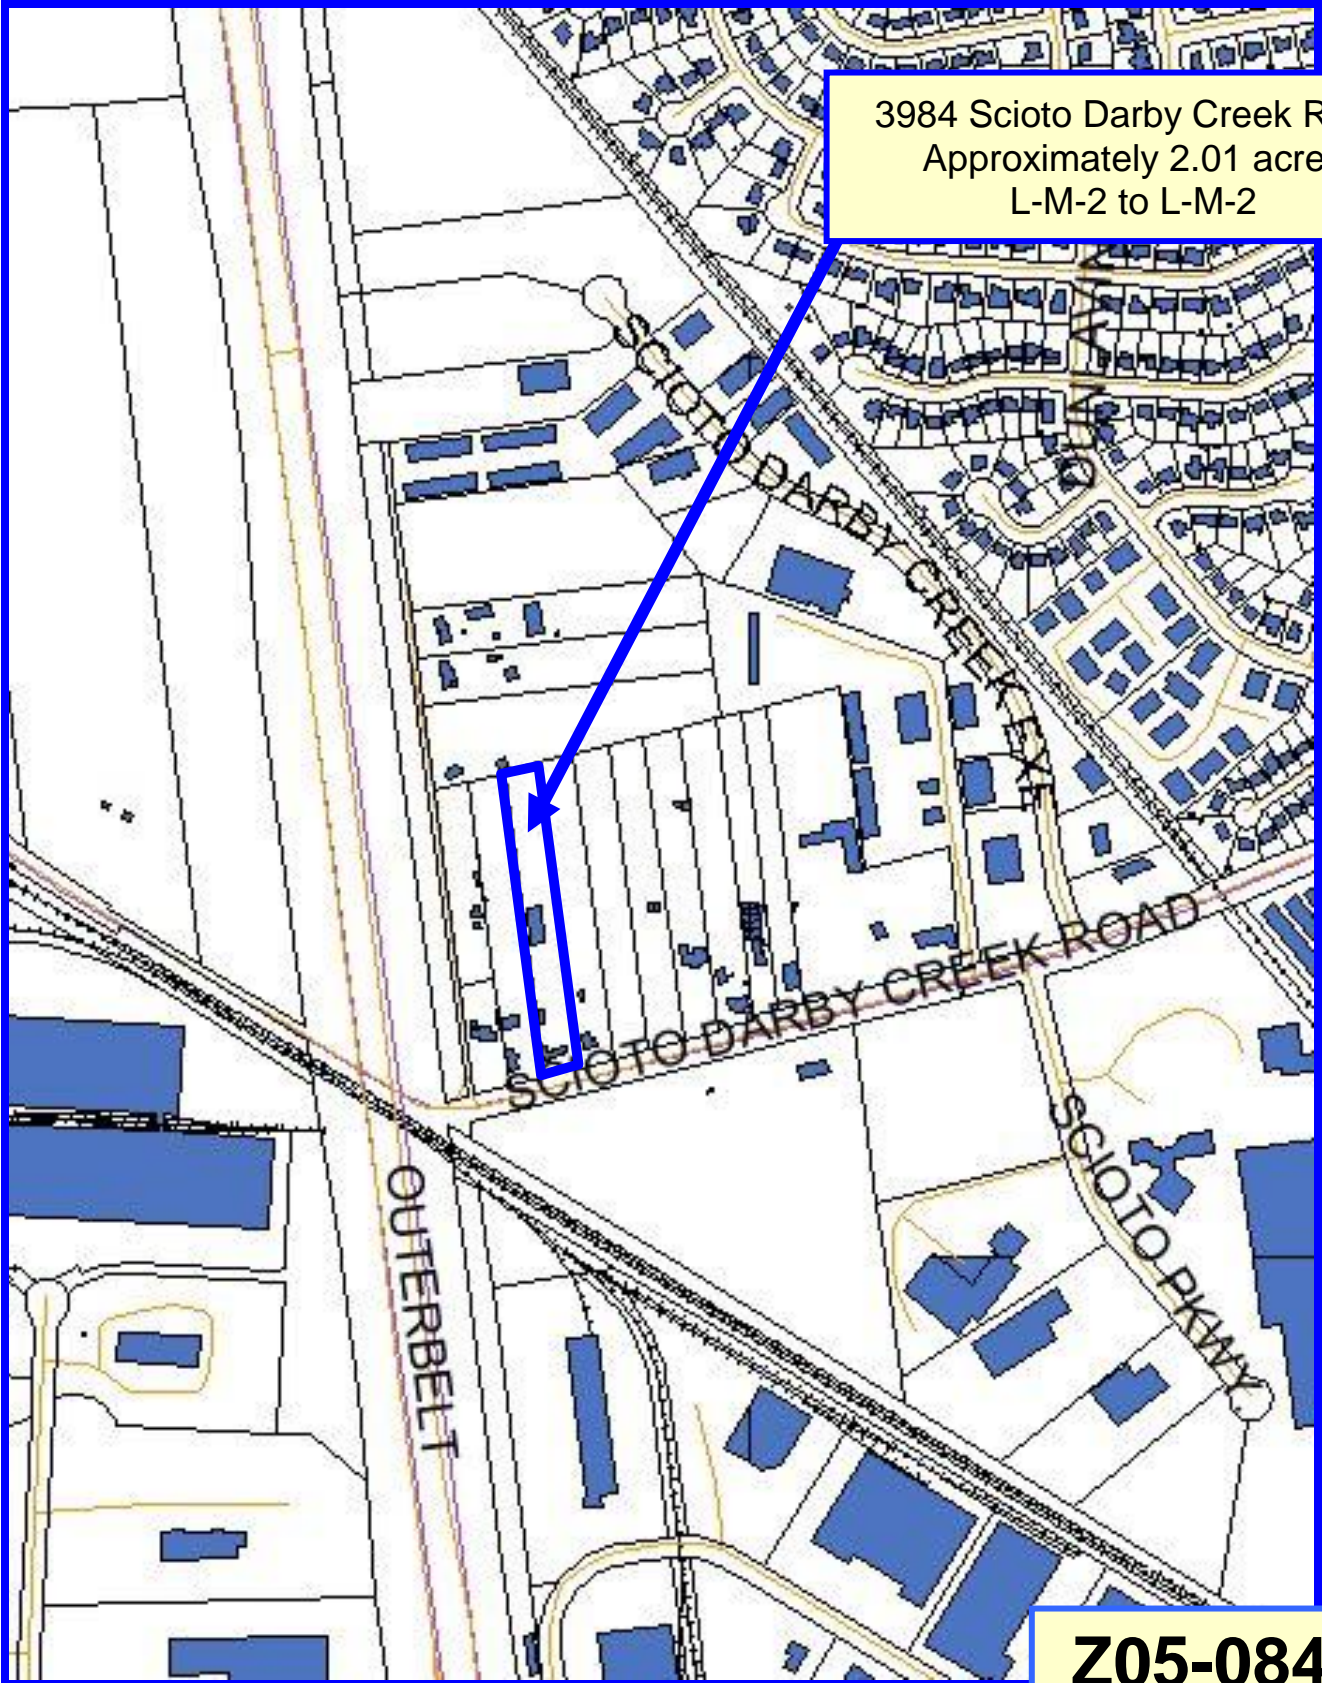 3984 Scioto Darby Creek R
Approximately 2.01 acre
L-M-2 to L-M-2
SCIOTO DARBY CREEK EXE
SCIOTO DARBY CREEK ROAD
SCIOTO PKWY
OUTERBELT
Z05-084